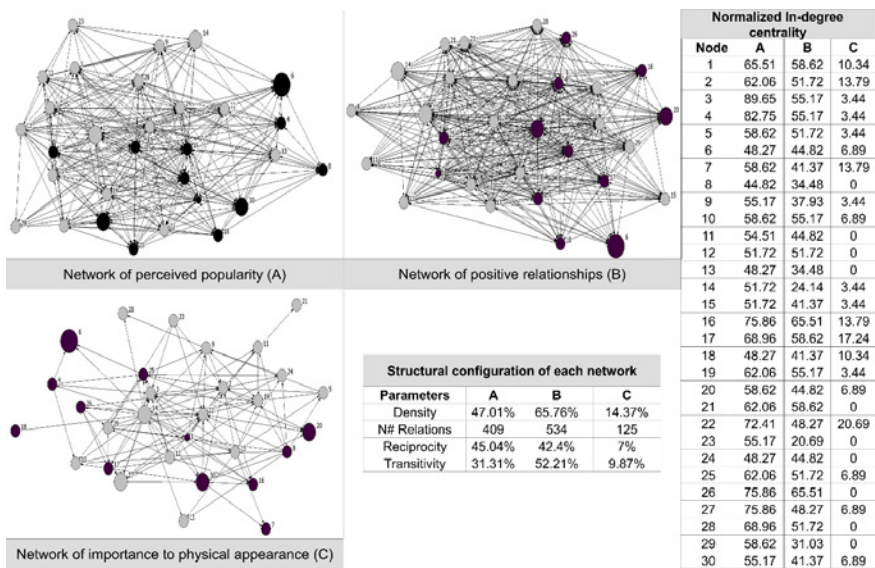 Network of perceived popularity (A)
Network of positive relationships (B)
Network of importance to physical appearance (C)
Structural configuration of each network
Parameters A B C
Density 47.01% 65.76% 14.37%
N# Relations 409 534 125
Reciprocity 45.04% 42.4% 7%
Transitivity 31.31% 52.21% 9.87%
Normalized In-degree
centrality
Node A B C
1 65.51 58.62 10.34
2 62.06 51.72 13.79
3 89.65 55.17 3.44
4 82.75 55.17 3.44
5 58.62 51.72 3.44
6 48.27 44.82 6.89
7 58.62 41.37 13.79
8 44.82 34.48 0
9 55.17 37.93 3.44
10 58.62 55.17 6.89
11 54.51 44.82 0
12 51.72 51.72 0
13 48.27 34.48 0
14 51.72 24.14 3.44
15 51.72 41.37 3.44
16 75.86 65.51 13.79
17 68.96 58.62 17.24
18 48.27 41.37 10.34
19 62.06 55.17 3.44
20 58.62 44.82 6.89
21 62.06 58.62 0
22 72.41 48.27 20.69
23 55.17 20.69 0
24 48.27 44.82 0
25 62.06 51.72 6.89
26 75.86 65.51 0
27 75.86 48.27 6.89
28 68.96 51.72 0
29 58.62 31.03 0
30 55.17 41.37 6.89